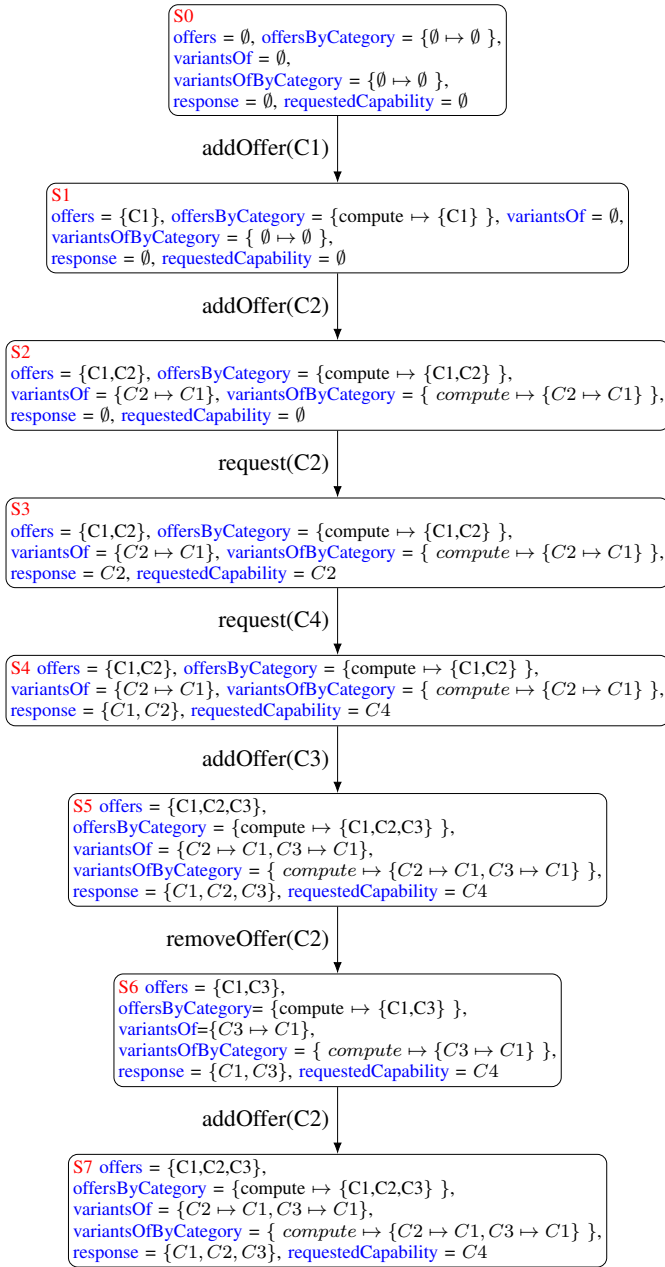 S0
offers = ∅, offersByCategory = {∅ ↦ ∅ },
variantsOf = ∅,
variantsOfByCategory = {∅ ↦ ∅ },
response = ∅, requestedCapability = ∅
addOffer(C1)
S1
offers = {C1}, offersByCategory = {compute ↦ {C1} }, variantsOf = ∅,
variantsOfByCategory = { ∅ ↦ ∅ },
response = ∅, requestedCapability = ∅
addOffer(C2)
S2
offers = {C1,C2}, offersByCategory = {compute ↦ {C1,C2} },
variantsOf = {C2 ↦ C1}, variantsOfByCategory = { compute ↦ {C2 ↦ C1} },
response = ∅, requestedCapability = ∅
request(C2)
S3
offers = {C1,C2}, offersByCategory = {compute ↦ {C1,C2} },
variantsOf = {C2 ↦ C1}, variantsOfByCategory = { compute ↦ {C2 ↦ C1} },
response = C2, requestedCapability = C2
request(C4)
S4 offers = {C1,C2}, offersByCategory = {compute ↦ {C1,C2} },
variantsOf = {C2 ↦ C1}, variantsOfByCategory = { compute ↦ {C2 ↦ C1} },
response = {C1, C2}, requestedCapability = C4
addOffer(C3)
S5 offers = {C1,C2,C3},
offersByCategory = {compute ↦ {C1,C2,C3} },
variantsOf = {C2 ↦ C1, C3 ↦ C1},
variantsOfByCategory = { compute ↦ {C2 ↦ C1, C3 ↦ C1} },
response = {C1, C2, C3}, requestedCapability = C4
removeOffer(C2)
S6 offers = {C1,C3},
offersByCategory= {compute ↦ {C1,C3} },
variantsOf={C3 ↦ C1},
variantsOfByCategory = { compute ↦ {C3 ↦ C1} },
response = {C1, C3}, requestedCapability = C4
addOffer(C2)
S7 offers = {C1,C2,C3},
offersByCategory = {compute ↦ {C1,C2,C3} },
variantsOf = {C2 ↦ C1, C3 ↦ C1},
variantsOfByCategory = { compute ↦ {C2 ↦ C1, C3 ↦ C1} },
response = {C1, C2, C3}, requestedCapability = C4